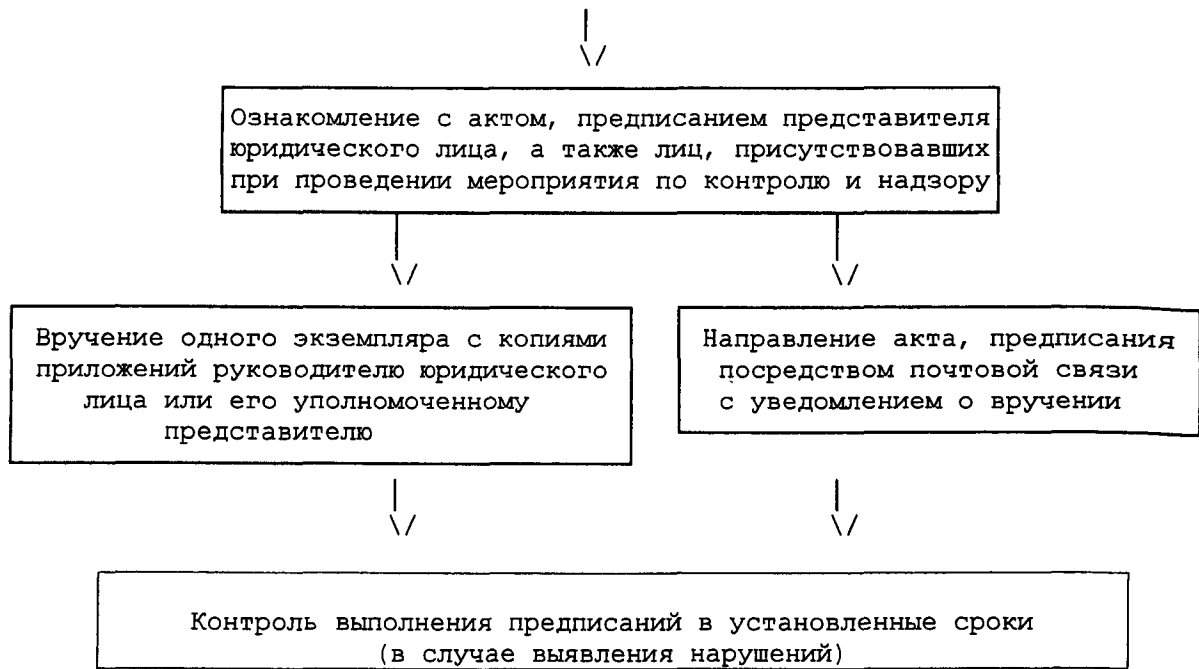 Ознакомление с актом, предписанием представителя
юридического лица, а также лиц, присутствовавших
при проведении мероприятия по контролю и надзору
Вручение одного экземпляра с копиями
приложений руководителю юридического
лица или его уполномоченному
представителю
Направление акта, предписания
посредством почтовой связи
с уведомлением о вручении
Контроль выполнения предписаний в установленные сроки
(в случае выявления нарушений)